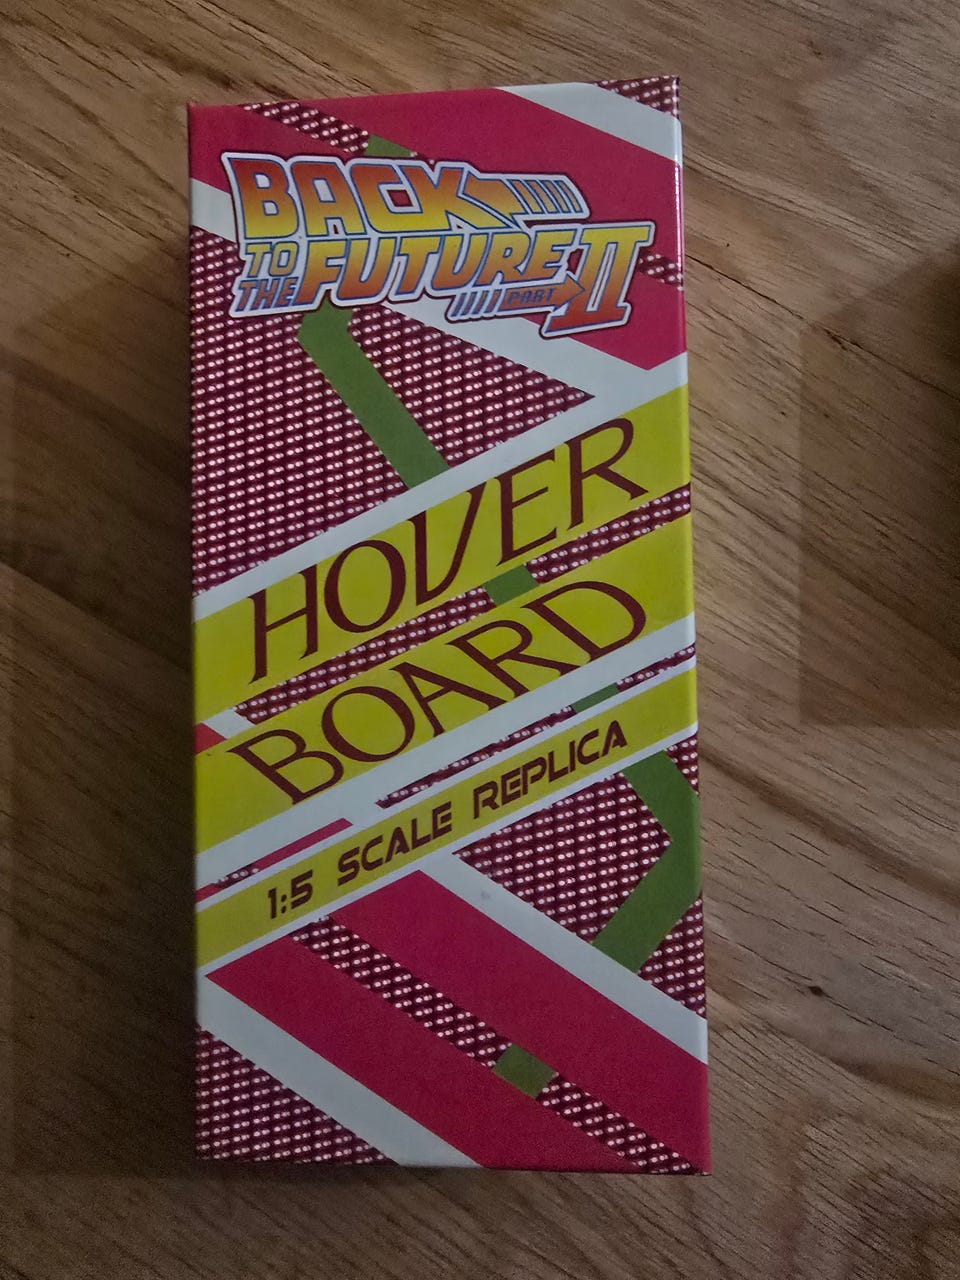 BACK
TO THE FUTURE
PART II
HOVER
BOARD
1:5 SCALE REPLICA